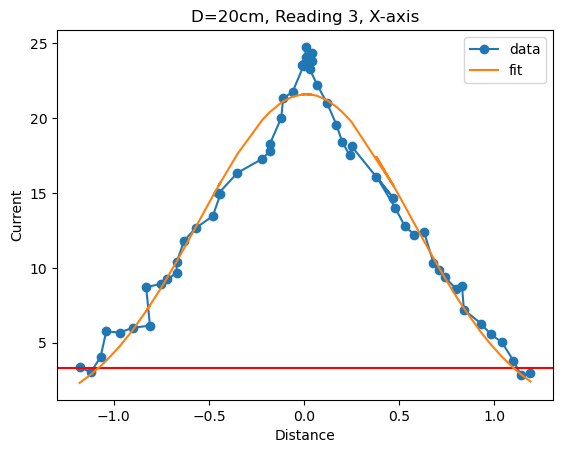 D=20cm, Reading 3, X-axis
data
fit
25
20
15
10
5
Current
−1.0 −0.5 0.0 0.5 1.0
Distance